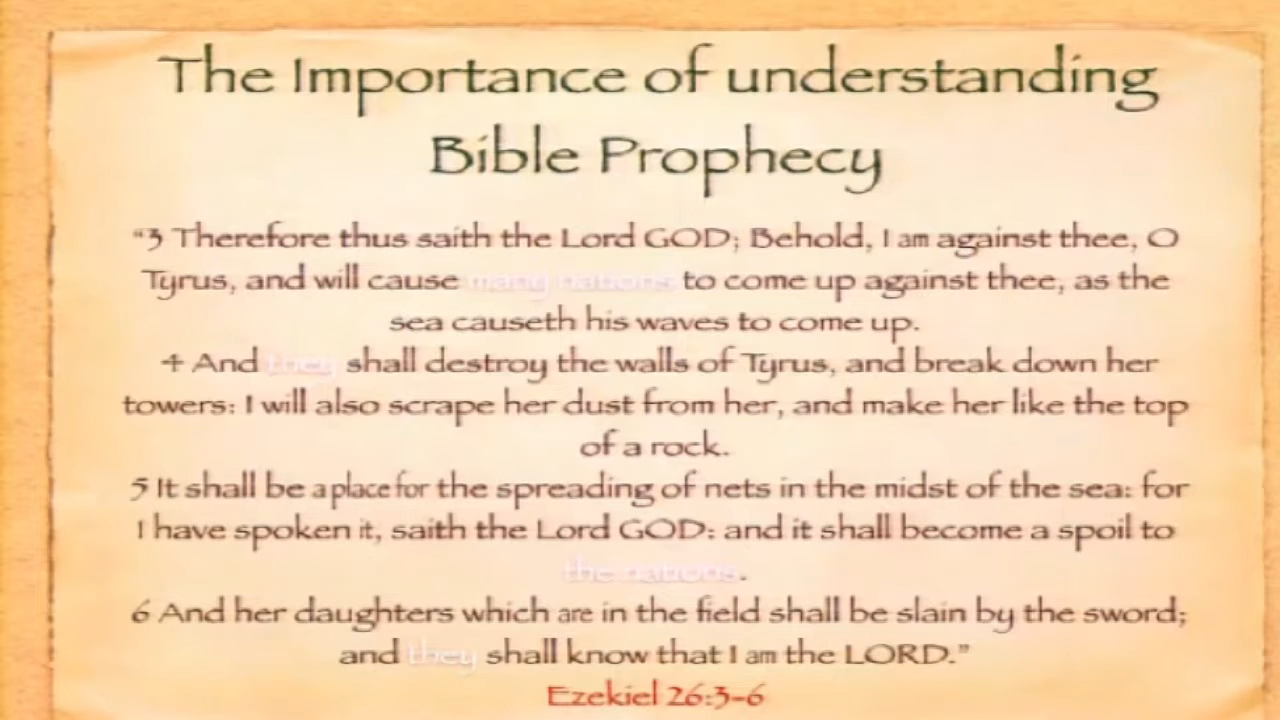 The Importance of understanding
Bible Prophecy
“3 Therefore thus saith the Lord GOD; Behold, I am against thee, O
Tyrus, and will cause many nations to come up against thee, as the
sea causeth his waves to come up.
4 And they shall destroy the walls of Tyrus, and break down her
towers: I will also scrape her dust from her, and make her like the top
of a rock.
5 It shall be a place for the spreading of nets in the midst of the sea: for
I have spoken it, saith the Lord GOD: and it shall become a spoil to
the nations.
6 And her daughters which are in the field shall be slain by the sword;
and they shall know that I am the LORD.”
Ezekiel 26:3-6